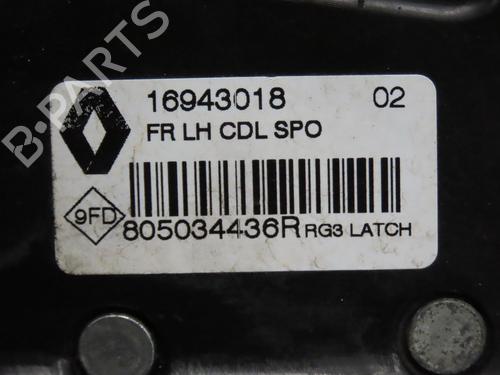 B-PARTS
16943018 02
FR LH CDL SPO
9FD
805034436R RG3 LATCH